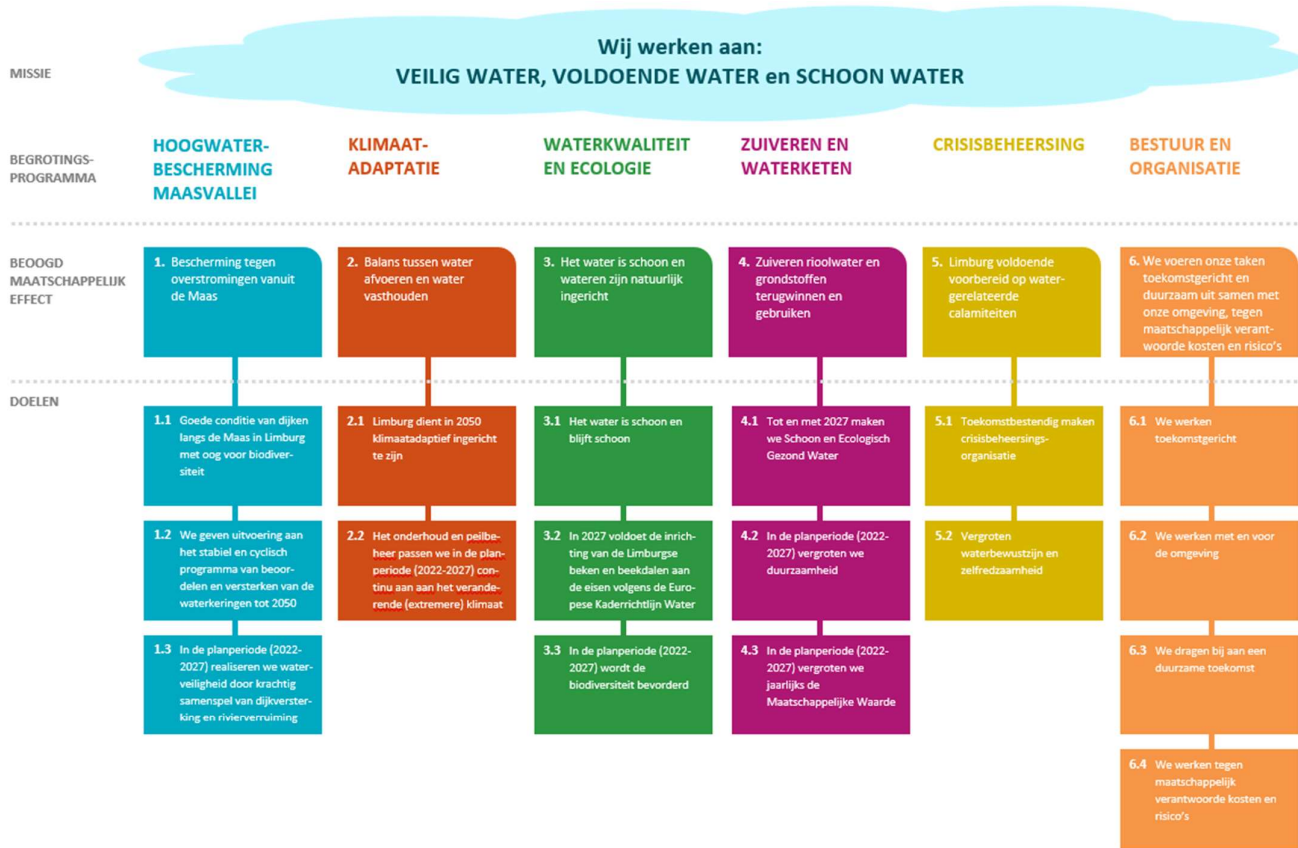 Wij werken aan:
MISSIE
VEILIG WATER, VOLDOENDE WATER en SCHOON WATER
BEGROTINGS-
PROGRAMMA
HOOGWATER-
BESCHERMING
MAASVALLEI
KLIMAAT-
ADAPTATIE
WATERKWALITEIT
EN ECOLOGIE
ZUIVEREN EN
WATERKETEN
CRISISBEHEERSING
BESTUUR EN
ORGANISATIE
BEOOGD
MAATSCHAPPELIJK
EFFECT
1. Bescherming tegen
overstromingen vanuit
de Maas
2. Balans tussen water
afvoeren en water
vasthouden
3. Het water is schoon en
wateren zijn natuurlijk
ingericht
4. Zuiveren rioolwater en
grondstoffen
terugwinnen en
gebruiken
5. Limburg voldoende
voorbereid op water-
gerelateerde
calamiteiten
6. We voeren onze taken
toekomstgericht en
duurzaam uit samen met
onze omgeving, tegen
maatschappelijk verant-
woorde kosten en risico's
DOELEN
1.1 Goede conditie van dijken
langs de Maas in Limburg
met oog voor biodiver-
siteit
2.1 Limburg dient in 2050
klimaatadaptief ingericht
te zijn
3.1 Het water is schoon en
blijft schoon
4.1 Tot en met 2027 maken
we Schoon en Ecologisch
Gezond Water
5.1 Toekomstbestendig maken
crisisbeheersings-
organisatie
6.1 We werken
toekomstgericht
1.2 We geven uitvoering aan
het stabiel en cyclisch
programma van beoor-
delen en versterken van de
waterkeringen tot 2050
2.2 Het onderhoud en peilbe-
heer passen we in de plan-
periode (2022-2027) con-
tinu aan aan het verande-
rende (extremere) klimaat
3.2 In 2027 voldoet de inrich-
ting van de Limburgse
beken en beekdalen aan
de eisen volgens de Euro-
pese Kaderrichtlijn Water
4.2 In de planperiode (2022-
2027) vergroten we
duurzaamheid
5.2 Vergroten
waterbewustzijn en
zelfredzaamheid
6.2 We werken met en voor
de omgeving
1.3 In de planperiode (2022-
2027) realiseren we water-
veiligheid door krachtig
samenspel van dijkverster-
king en rivierverruiming
3.3 In de planperiode (2022-
2027) wordt de
biodiversiteit bevorderd
4.3 In de planperiode (2022-
2027) vergroten we
jaarlijks de
Maatschappelijke Waarde
6.3 We dragen bij aan een
duurzame toekomst
6.4 We werken tegen
maatschappelijk
verantwoorde kosten en
risico's